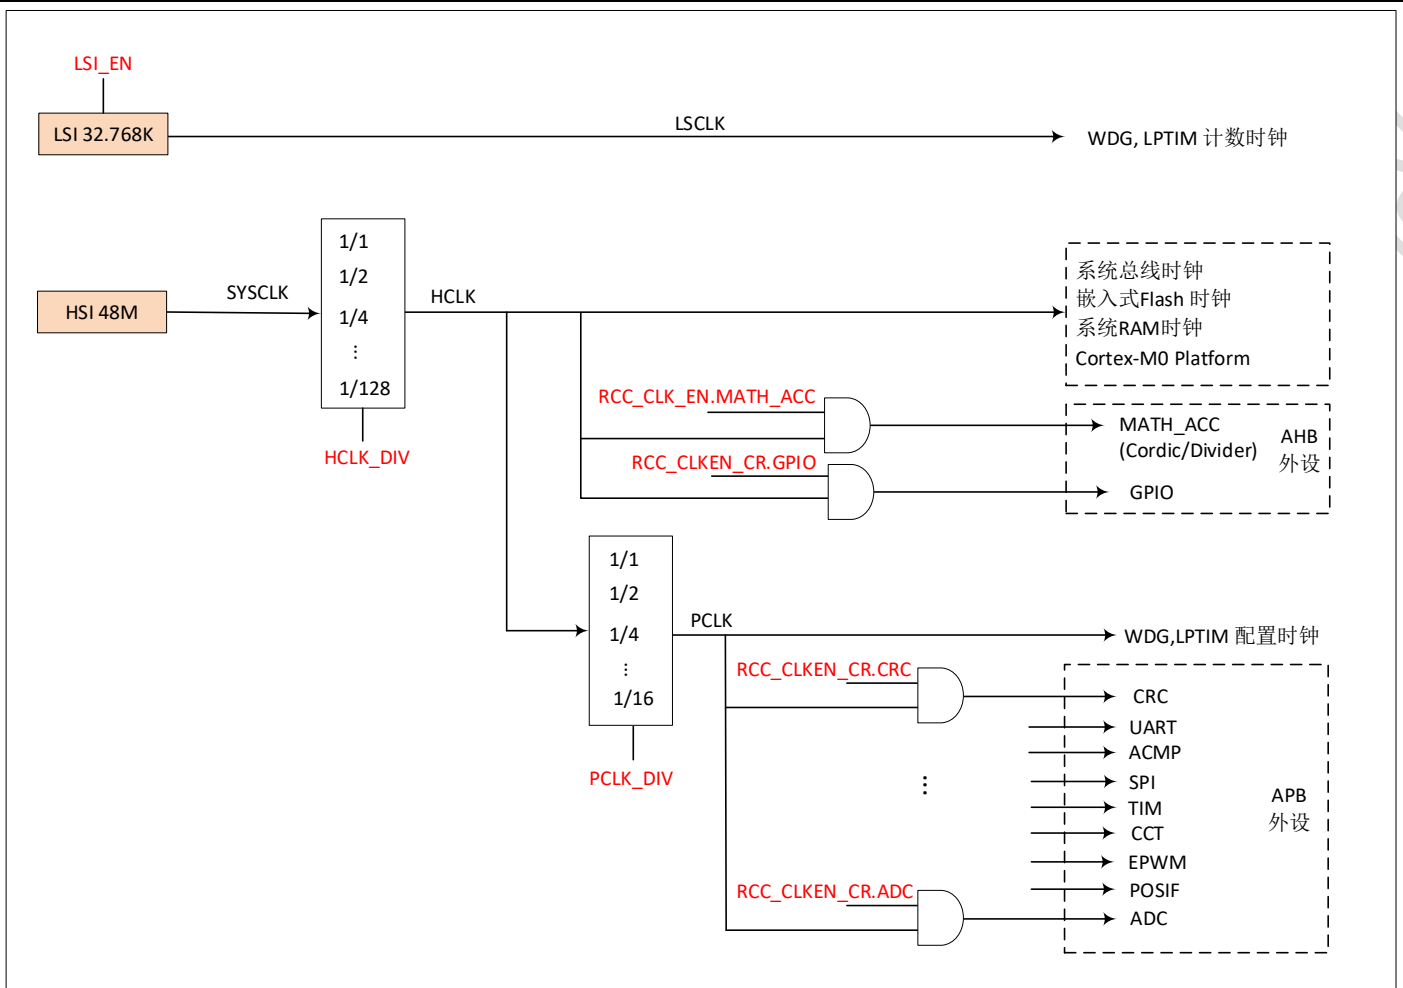 LSI_EN
LSI 32.768K
LSCLK
WDG, LPTIM 计数时钟
HSI 48M
SYSCLK
1/1
1/2
1/4
⋮
1/128
HCLK_DIV
HCLK
系统总线时钟
嵌入式Flash 时钟
系统RAM时钟
Cortex-M0 Platform
RCC_CLK_EN.MATH_ACC
MATH_ACC
(Cordic/Divider)
AHB
外设
RCC_CLKEN_CR.GPIO
GPIO
1/1
1/2
1/4
⋮
1/16
PCLK_DIV
PCLK
WDG,LPTIM 配置时钟
RCC_CLKEN_CR.CRC
CRC
UART
ACMP
⋮
SPI
TIM
CCT
EPWM
POSIF
APB
外设
RCC_CLKEN_CR.ADC
ADC